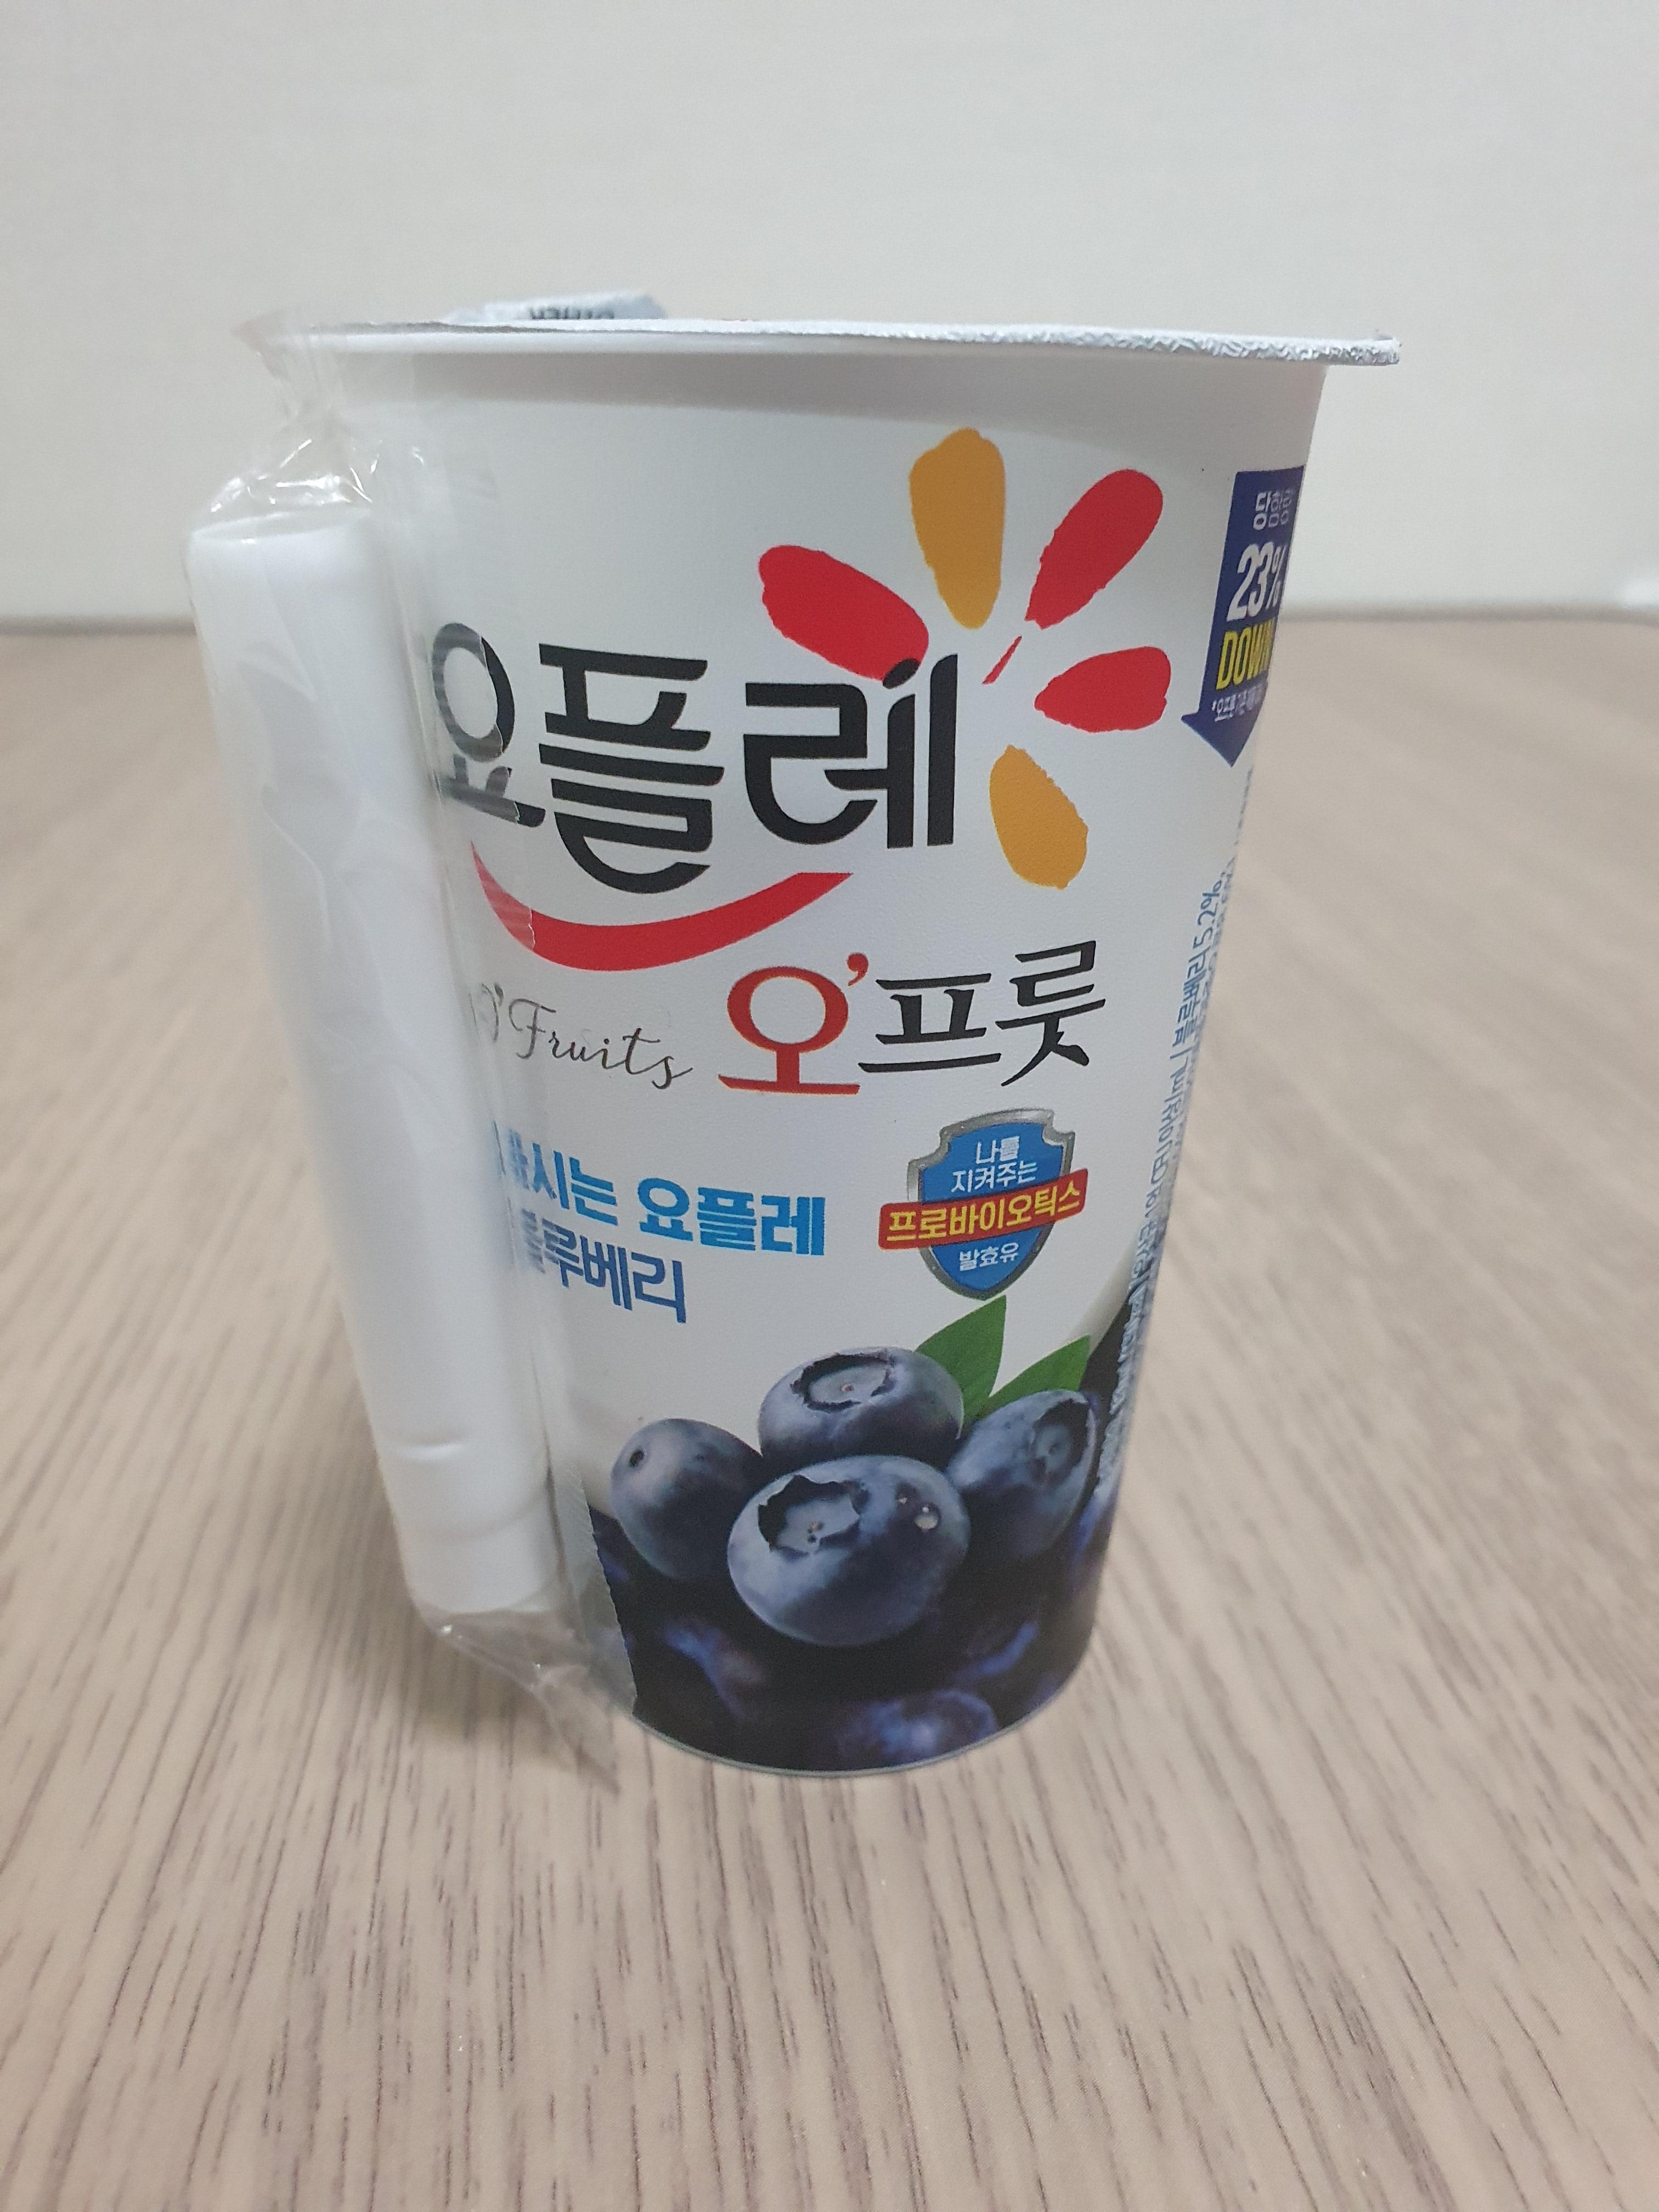 요플레
O'Fruits 오'프룻
마시는 요플레
블루베리
나를
지켜주는
프로바이오틱스
발효유
당함량
23%
DOWN
블루베리 5.2%